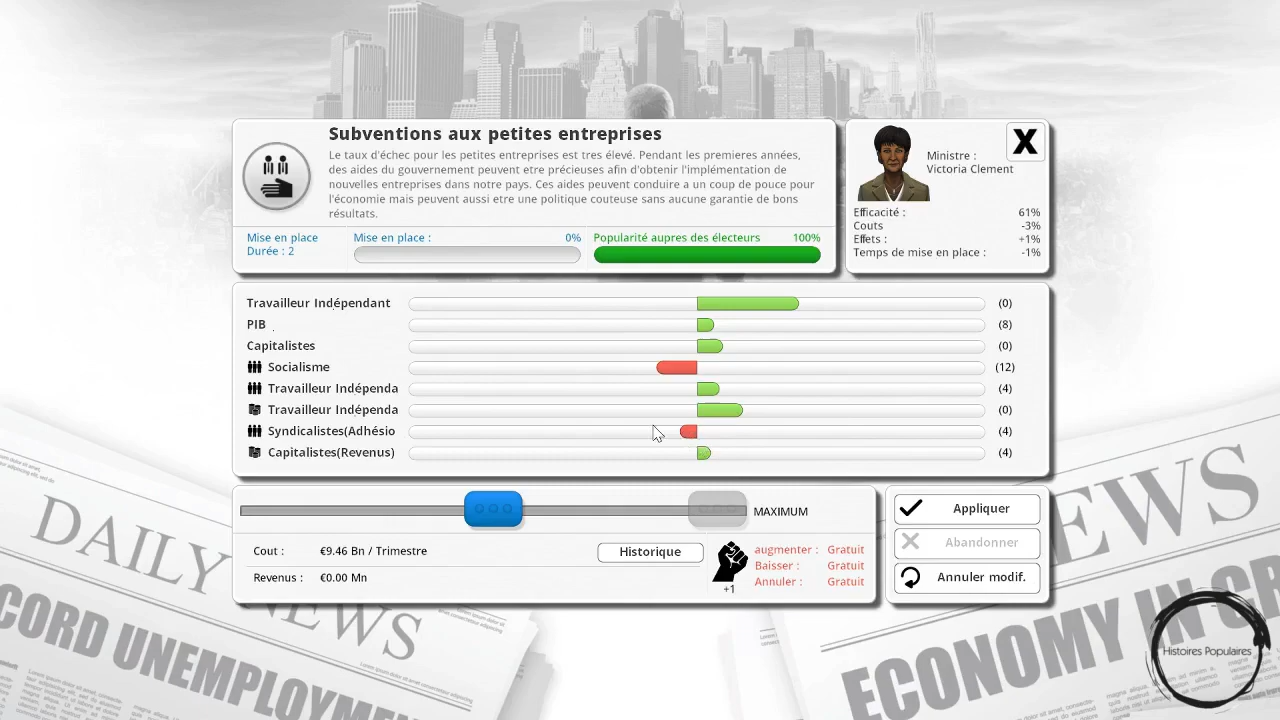 Subventions aux petites entreprises
Le taux d'échec pour les petites entreprises est tres élevé. Pendant les premieres années,
des aides du gouvernement peuvent etre précieuses afin d'obtenir l'implémentation de
nouvelles entreprises dans notre pays. Ces aides peuvent conduire a un coup de pouce pour
l'économie mais peuvent aussi etre une politique couteuse sans aucune garantie de bons
résultats.
Mise en place
Durée : 2
Mise en place : 0%
Popularité aupres des électeurs 100%
X
Ministre :
Victoria Clement
Efficacité : 61%
Couts -3%
Effets : +1%
Temps de mise en place : -1%
Travailleur Indépendant (0)
PIB (8)
Capitalistes (0)
Socialisme (12)
Travailleur Indépenda (4)
Travailleur Indépenda (0)
Syndicalistes(Adhésio (4)
Capitalistes(Revenus) (4)
MAXIMUM
Cout : €9.46 Bn / Trimestre
Revenus : €0.00 Mn
Historique
+1
augmenter : Gratuit
Baisser : Gratuit
Annuler : Gratuit
Appliquer
Abandonner
Annuler modif.
DAILY NEWS
CORD UNEMPLOYME
NEWS
ECONOMY IN CR
Histoires Populaires